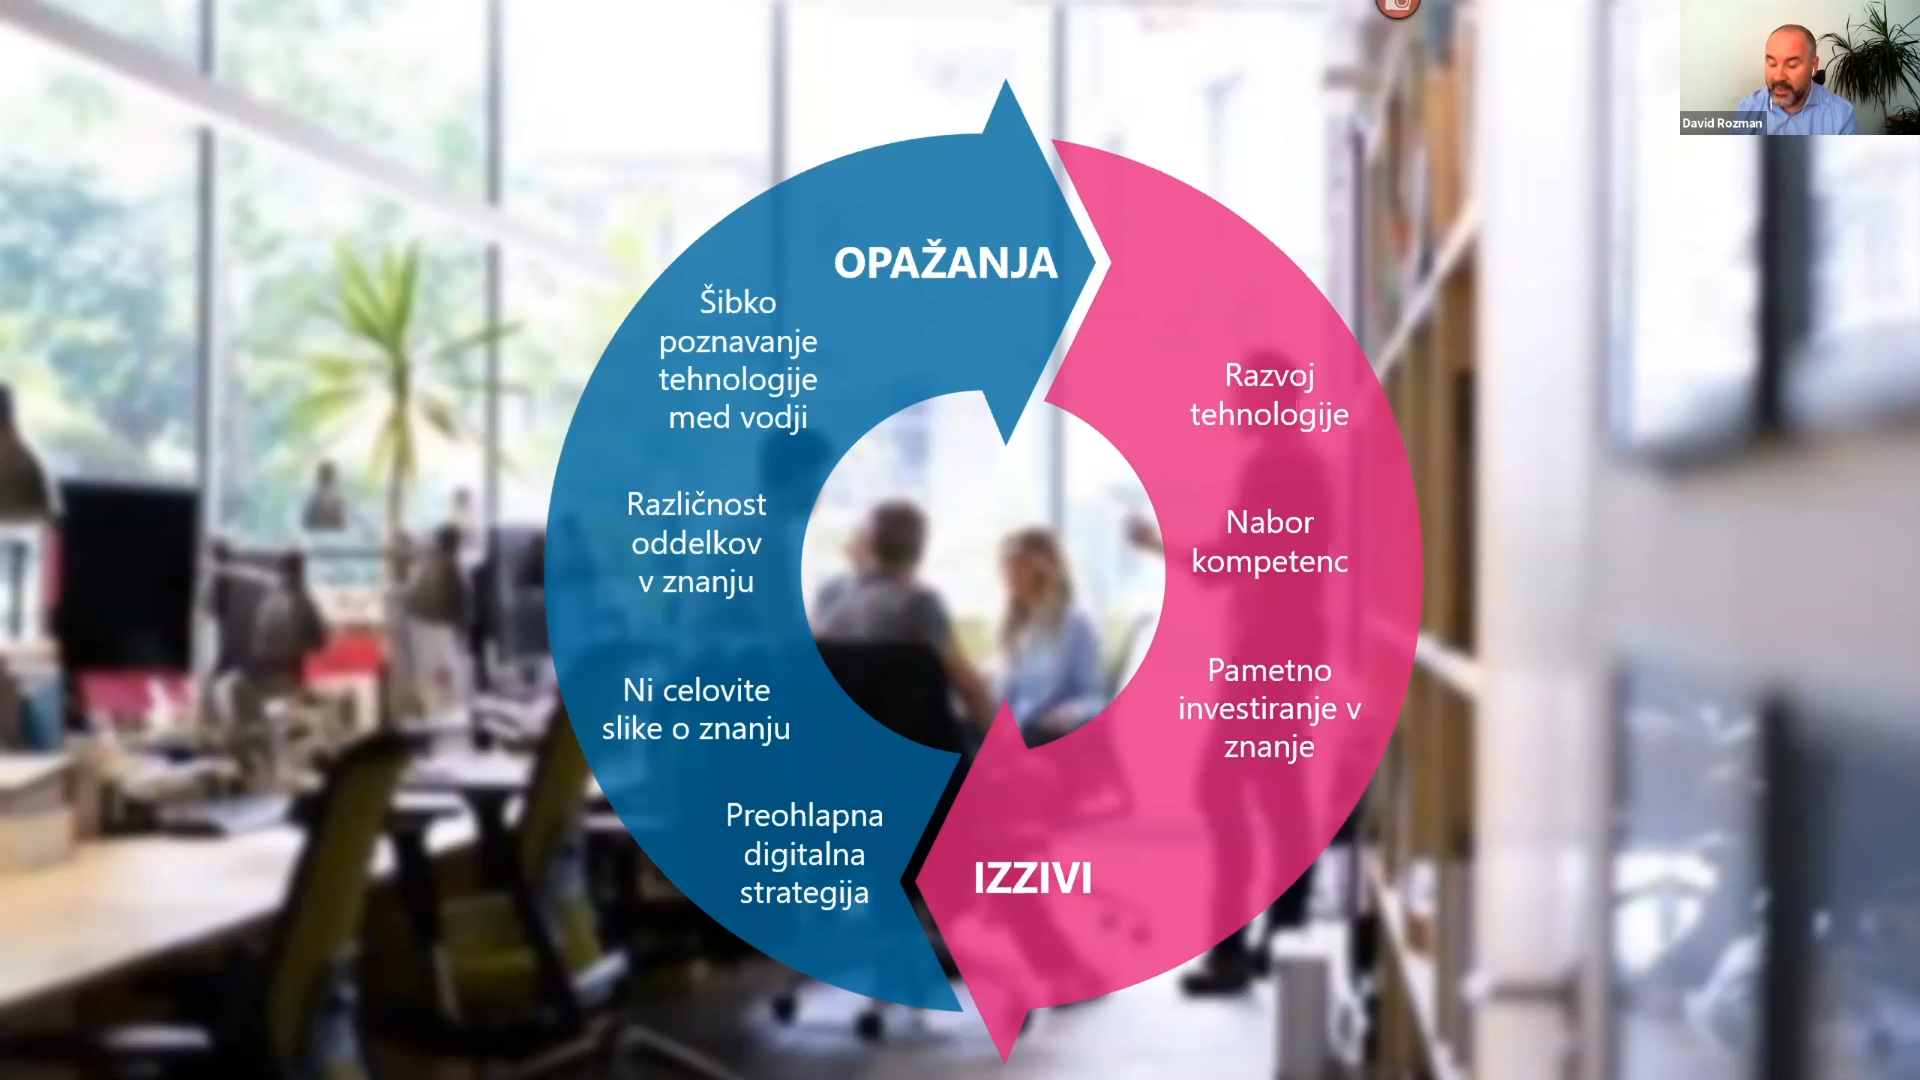 David Rozman
OPAŽANJA
Šibko
poznavanje
tehnologije
med vodji
Različnost
oddelkov
v znanju
Ni celovite
slike o znanju
Preohlapna
digitalna
strategija
Razvoj
tehnologije
Nabor
kompetenc
Pametno
investiranje v
znanje
IZZIVI